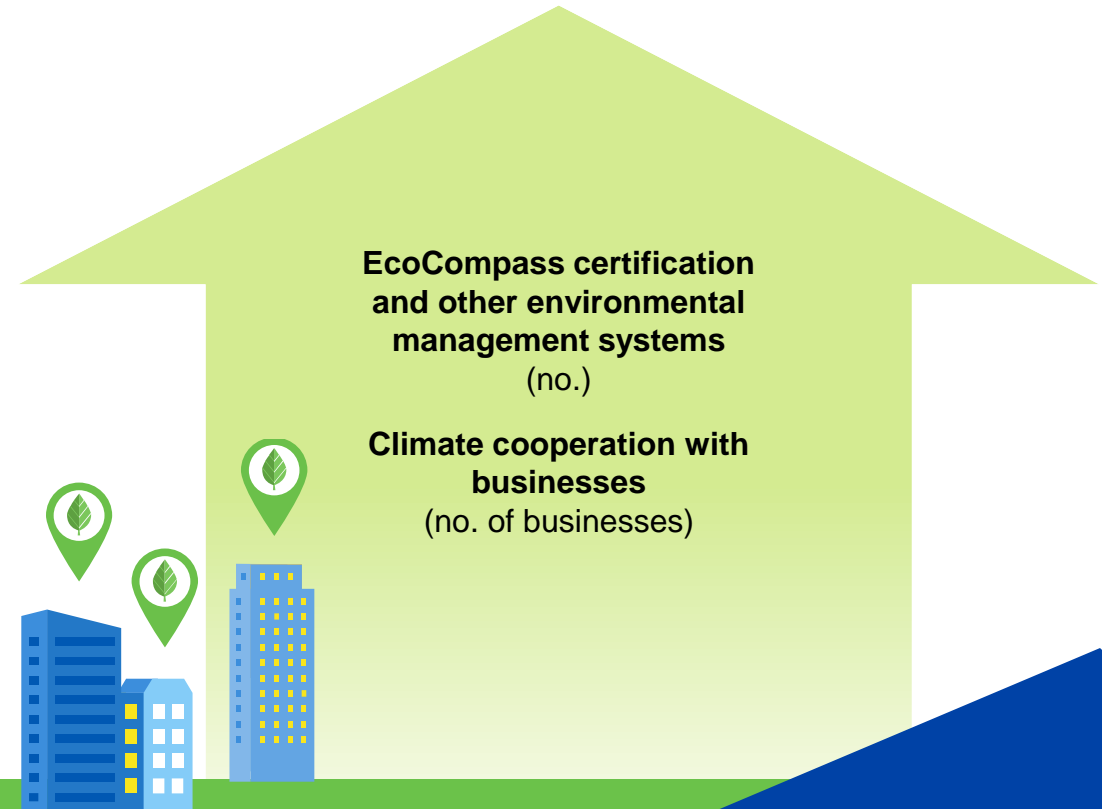 EcoCompass certification
and other environmental
management systems
(no.)
Climate cooperation with
businesses
(no. of businesses)